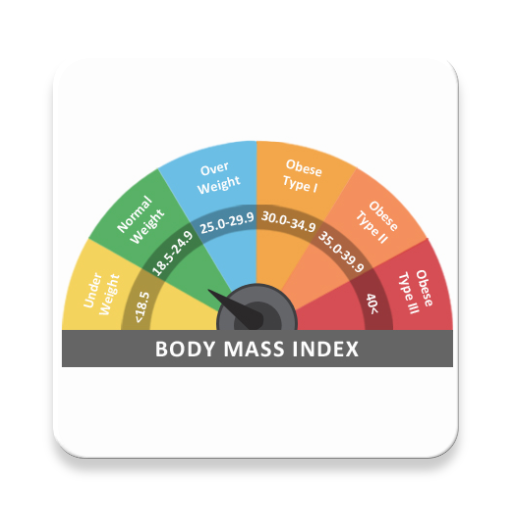 Under
Weight
<18.5
Normal
Weight
18.5-24.9
Over
Weight
25.0-29.9
Obese
Type I
30.0-34.9
Obese
Type II
35.0-39.9
Obese
Type III
40<
BODY MASS INDEX